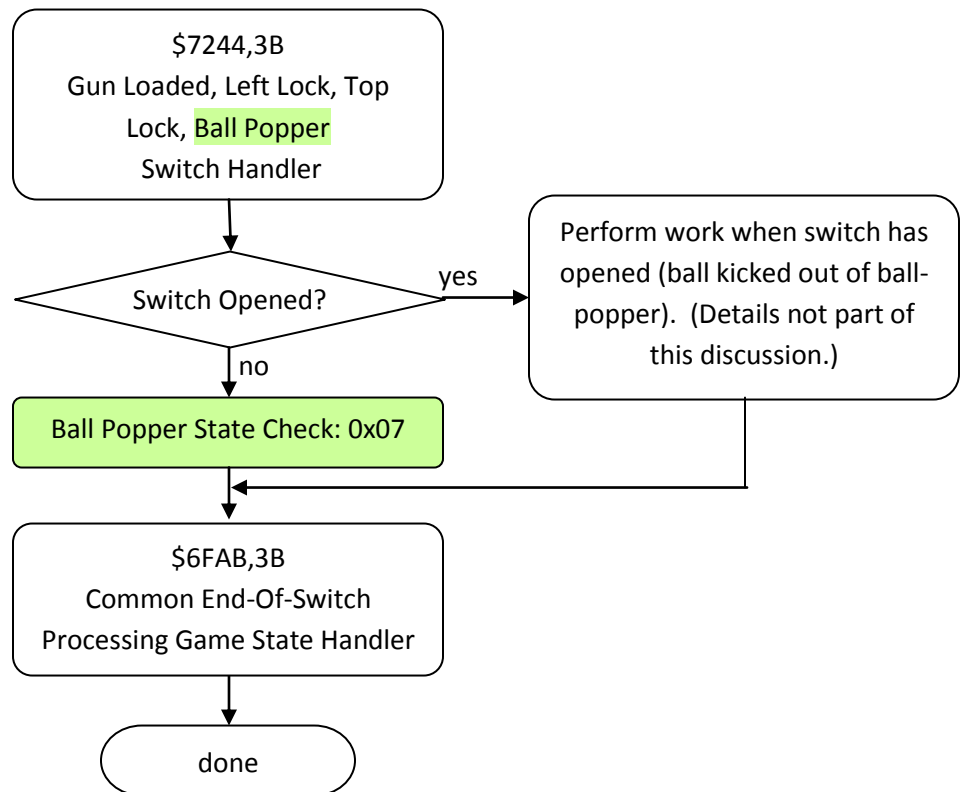 $7244,3B
Gun Loaded, Left Lock, Top
Lock, Ball Popper
Switch Handler
Switch Opened?
yes
Perform work when switch has
opened (ball kicked out of ball-
popper).  (Details not part of
this discussion.)
no
Ball Popper State Check: 0x07
$6FAB,3B
Common End-Of-Switch
Processing Game State Handler
done